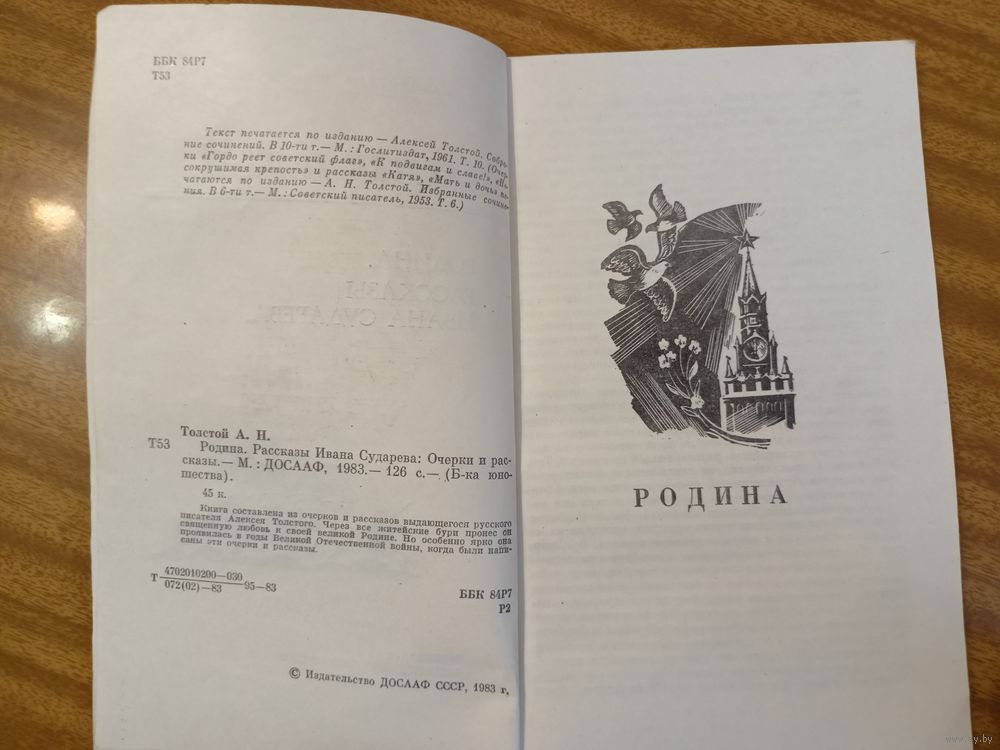 ББК 84Р7
Т53
Текст печатается по изданию — Алексей Толстой. Собра-
ние сочинений. В 10-ти т.— М. : Гослитиздат, 1961. Т. 10. (Очер-
ки «Гордо реет советский флаг», «К подвигам и славе!», «Не-
сокрушимая крепость» и рассказы «Катя», «Мать и дочь» пе-
чатаются по изданию — А. Н. Толстой. Избранные сочине-
ния. В 6-ти т.— М. : Советский писатель, 1953. Т. 6.)
Толстой А. Н.
Т53
Родина. Рассказы Ивана Сударева: Очерки и рас-
сказы.— М. : ДОСААФ, 1983.— 126 с.— (Б-ка юно-
шества).
45 к.
Книга составлена из очерков и рассказов выдающегося русского
писателя Алексея Толстого. Через все житейские бури пронес он
священную любовь к своей великой Родине. Но особенно ярко она
проявилась в годы Великой Отечественной войны, когда были напи-
саны эти очерки и рассказы.
Т 4702010200—030
072(02)—83 95—83
ББК 84Р7
Р2
© Издательство ДОСААФ СССР, 1983 г,
РОДИНА